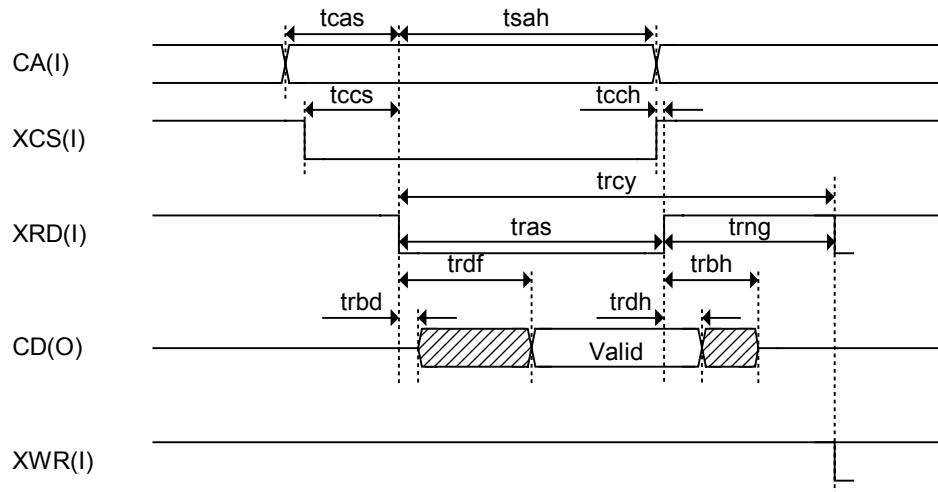 tcas tsah
CA(I)
tccs tcch
XCS(I)
trcy
XRD(I)
tras trng
trdf trbh
trbd trdh
CD(O)
Valid
XWR(I)